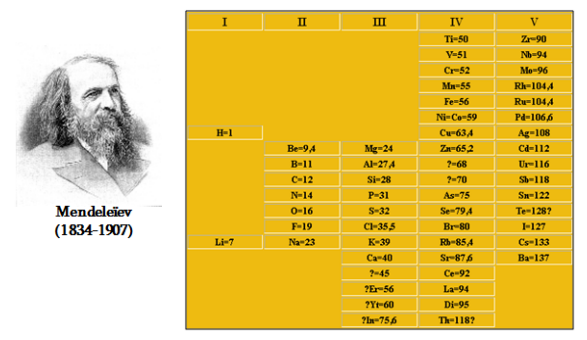 Mendeleïev
(1834-1907)
I II III IV V
Ti=50 Zr=90
V=51 Nb=94
Cr=52 Mo=96
Mn=55 Rh=104,4
Fe=56 Ru=104,4
Ni=Co=59 Pd=106,6
H=1 Cu=63,4 Ag=108
Be=9,4 Mg=24 Zn=65,2 Cd=112
B=11 Al=27,4 ?=68 Ur=116
C=12 Si=28 ?=70 Sb=118
N=14 P=31 As=75 Sn=122
O=16 S=32 Se=79,4 Te=128?
F=19 Cl=35,5 Br=80 I=127
Li=7 Na=23 K=39 Rb=85,4 Cs=133
Ca=40 Sr=87,6 Ba=137
?=45 Ce=92
?Er=56 La=94
?Yt=60 Di=95
?In=75,6 Th=118?